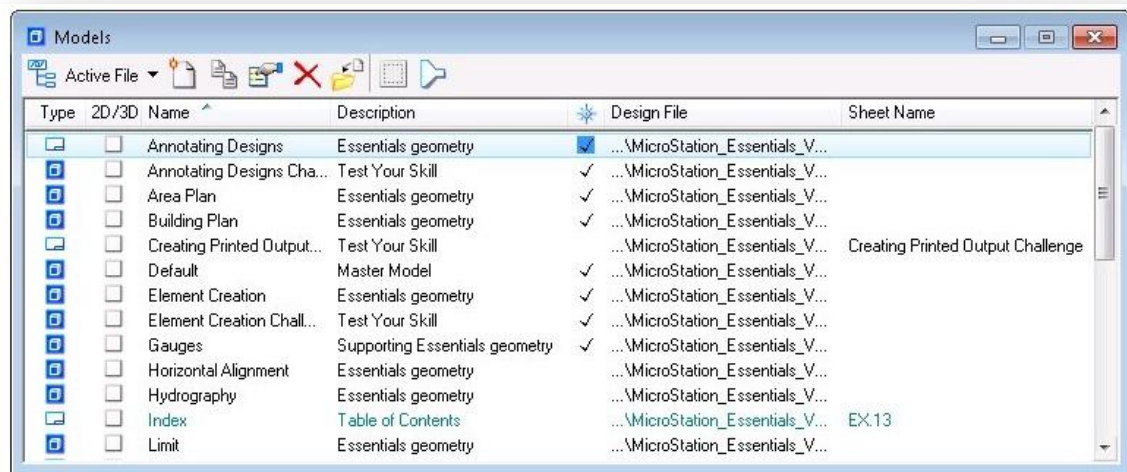 Models
Active File
Type 2D/3D Name Description Design File Sheet Name
Annotating Designs Essentials geometry ...\MicroStation_Essentials_V...
Annotating Designs Cha... Test Your Skill ...\MicroStation_Essentials_V...
Area Plan Essentials geometry ...\MicroStation_Essentials_V...
Building Plan Essentials geometry ...\MicroStation_Essentials_V...
Creating Printed Output... Test Your Skill ...\MicroStation_Essentials_V... Creating Printed Output Challenge
Default Master Model ...\MicroStation_Essentials_V...
Element Creation Essentials geometry ...\MicroStation_Essentials_V...
Element Creation Chall... Test Your Skill ...\MicroStation_Essentials_V...
Gauges Supporting Essentials geometry ...\MicroStation_Essentials_V...
Horizontal Alignment Essentials geometry ...\MicroStation_Essentials_V...
Hydrography Essentials geometry ...\MicroStation_Essentials_V...
Index Table of Contents ...\MicroStation_Essentials_V... EX.13
Limit Essentials geometry ...\MicroStation_Essentials_V...